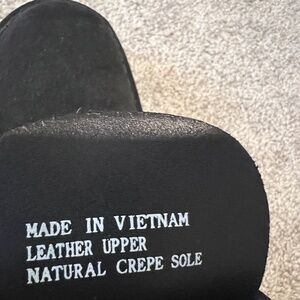 MADE IN VIETNAM
LEATHER UPPER
NATURAL CREPE SOLE